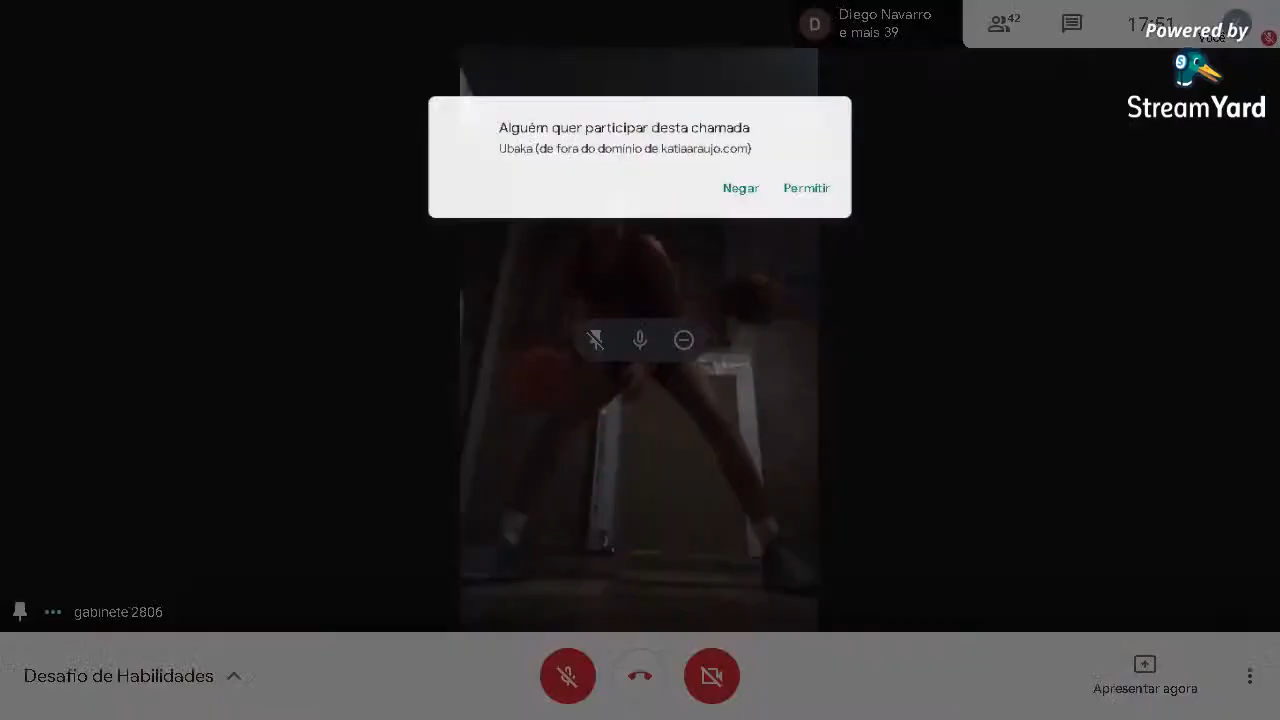 D
Diego Navarro
e mais 39
42
17:51
Você
Powered by
StreamYard
Alguém quer participar desta chamada
Ubaka (de fora do domínio de katiaaraujo.com)
Negar
Permitir
gabinete 2806
Desafio de Habilidades
Apresentar agora